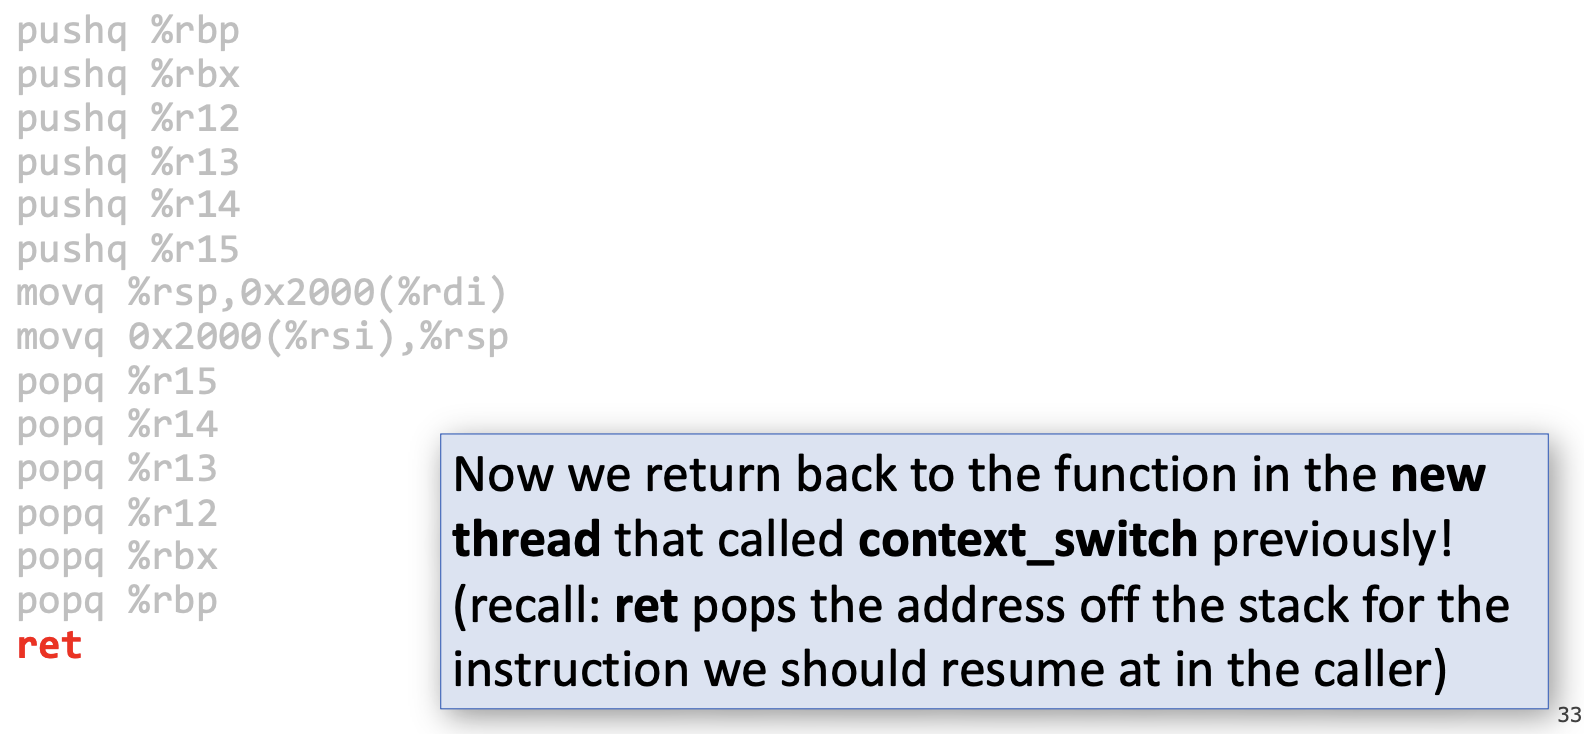 pushq %rbp
pushq %rbx
pushq %r12
pushq %r13
pushq %r14
pushq %r15
movq %rsp,0x2000(%rdi)
movq 0x2000(%rsi),%rsp
popq %r15
popq %r14
popq %r13
popq %r12
popq %rbx
popq %rbp
ret
Now we return back to the function in the new
thread that called context_switch previously!
(recall: ret pops the address off the stack for the
instruction we should resume at in the caller)
33